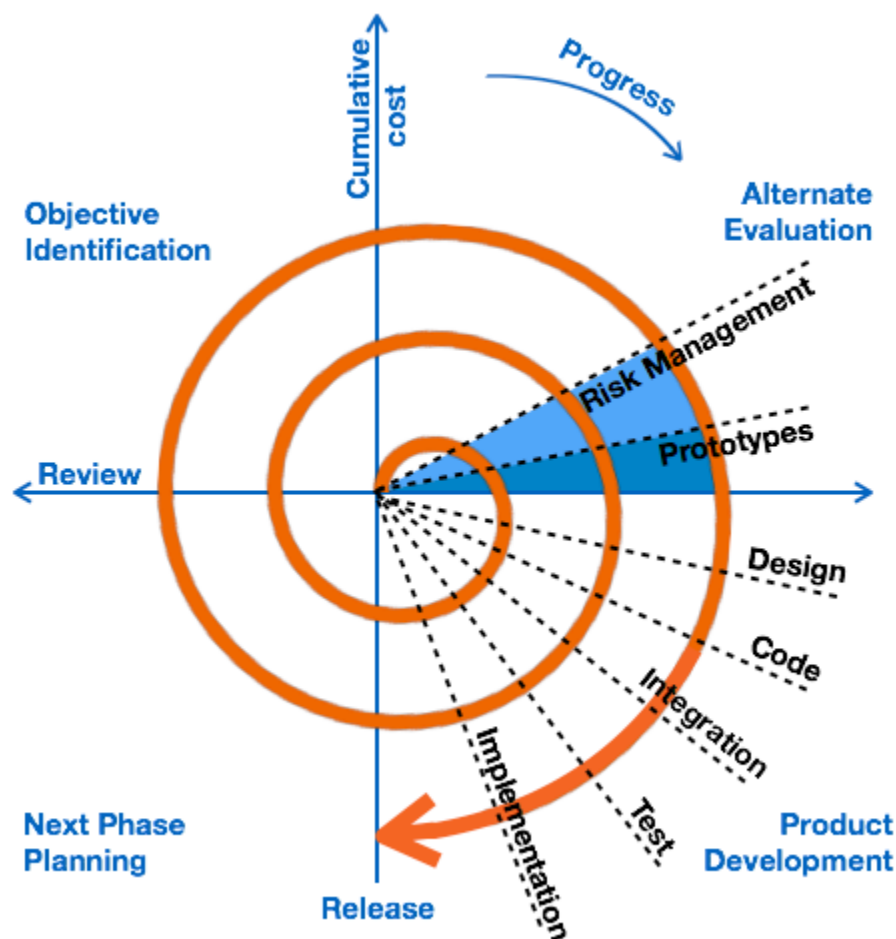 Cumulative
cost
Progress
Objective
Identification
Alternate
Evaluation
Risk Management
Prototypes
Review
Design
Code
Integration
Test
Implementation
Next Phase
Planning
Product
Development
Release